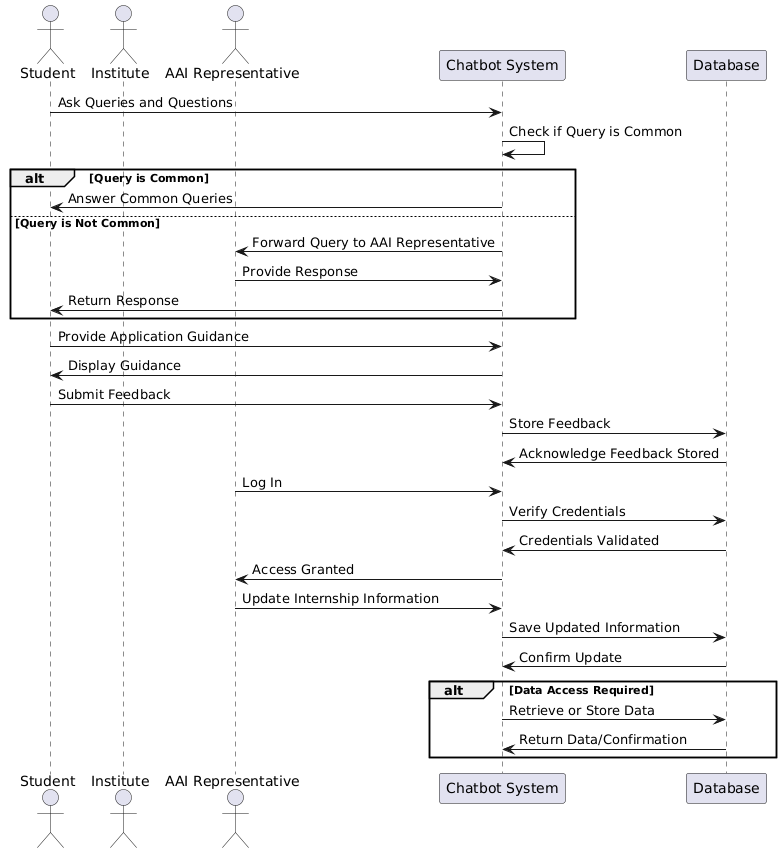 Student
Institute
AAI Representative
Chatbot System
Database
Ask Queries and Questions
Check if Query is Common
alt
[Query is Common]
Answer Common Queries
[Query is Not Common]
Forward Query to AAI Representative
Provide Response
Return Response
Provide Application Guidance
Display Guidance
Submit Feedback
Store Feedback
Acknowledge Feedback Stored
Log In
Verify Credentials
Credentials Validated
Access Granted
Update Internship Information
Save Updated Information
Confirm Update
alt
[Data Access Required]
Retrieve or Store Data
Return Data/Confirmation
Student
Institute
AAI Representative
Chatbot System
Database